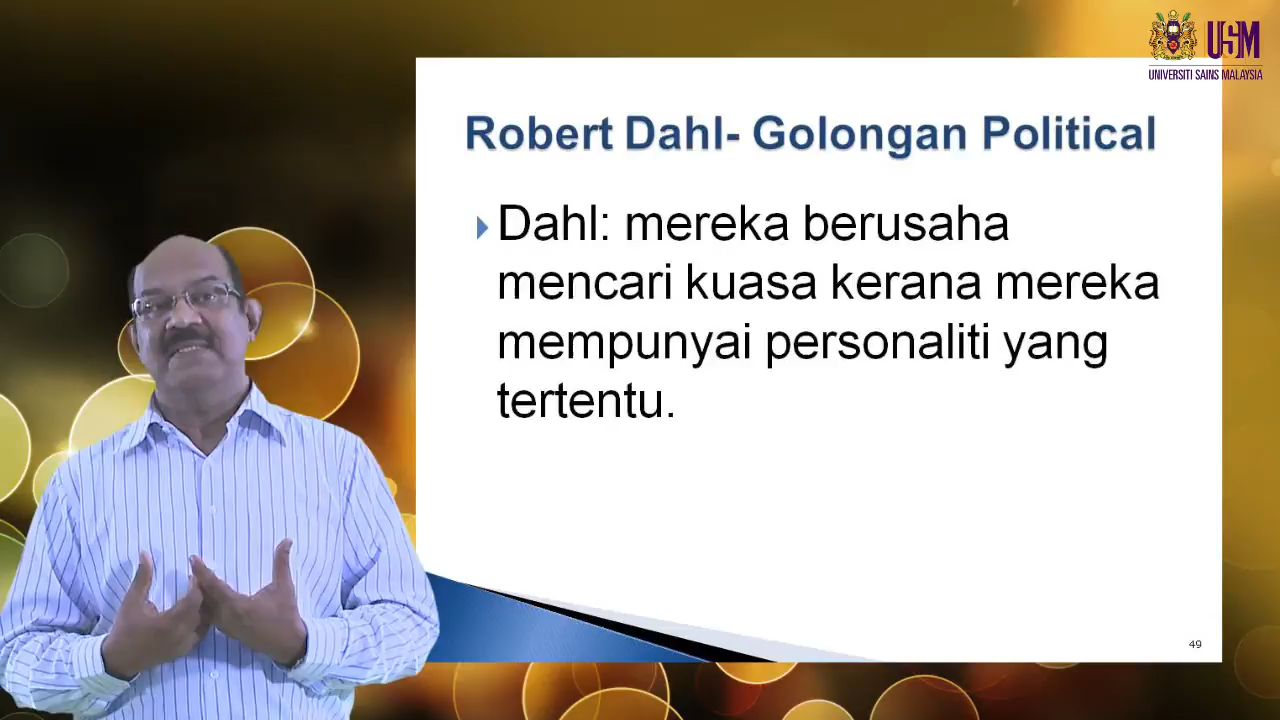 USM
UNIVERSITI SAINS MALAYSIA
Robert Dahl- Golongan Political
Dahl: mereka berusaha
mencari kuasa kerana mereka
mempunyai personaliti yang
tertentu.
49